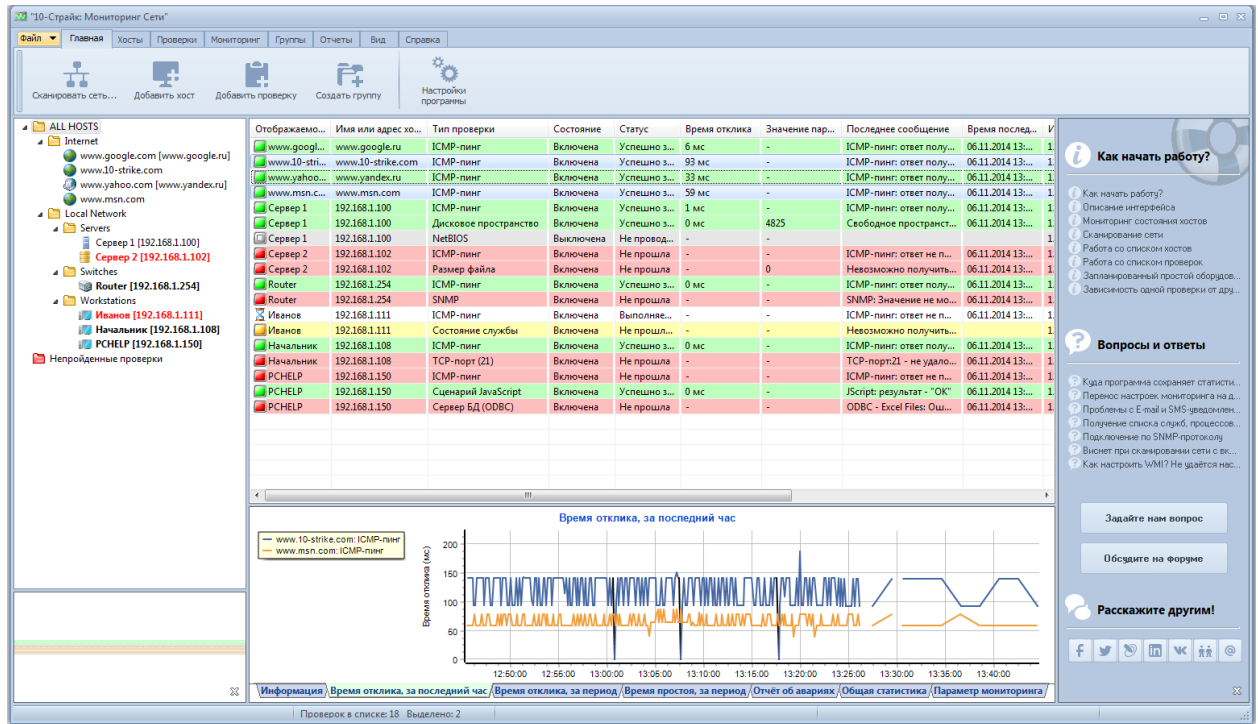 "10-Страйк: Мониторинг Сети"
Файл Главная Хосты Проверки Мониторинг Группы Отчеты Вид Справка
Сканировать сеть... Добавить хост Добавить проверку Создать группу Настройки программы
ALL HOSTS
Internet
www.google.com [www.google.ru]
www.10-strike.com
www.yahoo.com [www.yandex.ru]
www.msn.com
Local Network
Servers
Сервер 1 [192.168.1.100]
Сервер 2 [192.168.1.102]
Switches
Router [192.168.1.254]
Workstations
Иванов [192.168.1.111]
Начальник [192.168.1.108]
PCHELP [192.168.1.150]
Непройденные проверки
Отображаемо... Имя или адрес хо... Тип проверки Состояние Статус Время отклика Значение пар... Последнее сообщение Время послед... И
www.googl... www.google.ru ICMP-пинг Включена Успешно з... 6 мс - ICMP-пинг: ответ полу... 06.11.2014 13:... 1.
www.10-stri... www.10-strike.com ICMP-пинг Включена Успешно з... 93 мс - ICMP-пинг: ответ полу... 06.11.2014 13:... 1.
www.yahoo... www.yandex.ru ICMP-пинг Включена Успешно з... 33 мс - ICMP-пинг: ответ полу... 06.11.2014 13:... 1.
www.msn.c... www.msn.com ICMP-пинг Включена Успешно з... 59 мс - ICMP-пинг: ответ полу... 06.11.2014 13:... 1.
Сервер 1 192.168.1.100 ICMP-пинг Включена Успешно з... 1 мс - ICMP-пинг: ответ полу... 06.11.2014 13:... 1.
Сервер 1 192.168.1.100 Дисковое пространство Включена Успешно з... 0 мс 4825 Свободное пространст... 06.11.2014 13:... 1.
Сервер 1 192.168.1.100 NetBIOS Выключена Не провод... - - 1.
Сервер 2 192.168.1.102 ICMP-пинг Включена Не прошла - - ICMP-пинг: ответ не п... 06.11.2014 13:... 1.
Сервер 2 192.168.1.102 Размер файла Включена Не прошла - 0 Невозможно получить... 06.11.2014 13:... 1.
Router 192.168.1.254 ICMP-пинг Включена Успешно з... 0 мс - ICMP-пинг: ответ полу... 06.11.2014 13:... 1.
Router 192.168.1.254 SNMP Включена Не прошла - - SNMP: Значение не мо... 06.11.2014 13:... 1.
Иванов 192.168.1.111 ICMP-пинг Включена Выполняе... - - ICMP-пинг: ответ не п... 06.11.2014 13:... 1.
Иванов 192.168.1.111 Состояние службы Включена Не прошл... - - Невозможно получить... 1.
Начальник 192.168.1.108 ICMP-пинг Включена Успешно з... 0 мс - ICMP-пинг: ответ полу... 06.11.2014 13:... 1.
Начальник 192.168.1.108 TCP-порт (21) Включена Не прошла - - TCP-порт:21 - не удало... 06.11.2014 13:... 1.
PCHELP 192.168.1.150 ICMP-пинг Включена Не прошла - - ICMP-пинг: ответ не п... 06.11.2014 13:... 1.
PCHELP 192.168.1.150 Сценарий JavaScript Включена Успешно з... 0 мс - JScript: результат - "OK" 06.11.2014 13:... 1.
PCHELP 192.168.1.150 Сервер БД (ODBC) Включена Не прошла - - ODBC - Excel Files: Ош... 06.11.2014 13:... 1.
Время отклика, за последний час
www.10-strike.com: ICMP-пинг
www.msn.com: ICMP-пинг
Время отклика (мс)
200
150
100
50
0
12:50:00 12:55:00 13:00:00 13:05:00 13:10:00 13:15:00 13:20:00 13:25:00 13:30:00 13:35:00 13:40:00
Информация Время отклика, за последний час Время отклика, за период Время простоя, за период Отчёт об авариях Общая статистика Параметр мониторинга
Как начать работу?
Как начать работу?
Описание интерфейса
Мониторинг состояния хостов
Сканирование сети
Работа со списком хостов
Работа со списком проверок
Запланированный простой оборудов...
Зависимость одной проверки от дру...
Вопросы и ответы
Куда программа сохраняет статисти...
Перенос настроек мониторинга на д...
Проблемы с E-mail и SMS-уведомлен...
Получение списка служб, процессов...
Подключение по SNMP-протоколу
Виснет при сканировании сети с вк...
Как настроить WMI? Не удаётся нас...
Задайте нам вопрос
Обсудите на форуме
Расскажите другим!
Проверок в списке: 18 Выделено: 2